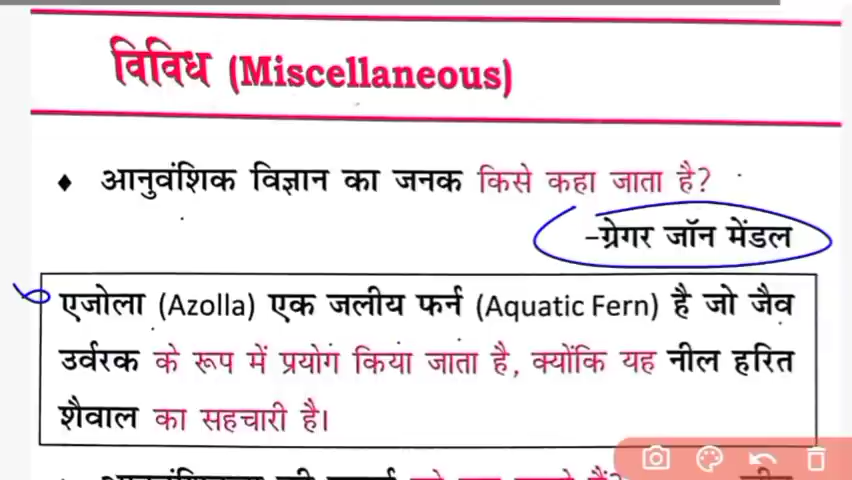 विविध (Miscellaneous)
♦ आनुवंशिक विज्ञान का जनक किसे कहा जाता है?
-ग्रेगर जॉन मेंडल
एजोला (Azolla) एक जलीय फर्न (Aquatic Fern) है जो जैव
उर्वरक के रूप में प्रयोग किया जाता है, क्योंकि यह नील हरित
शैवाल का सहचारी है।